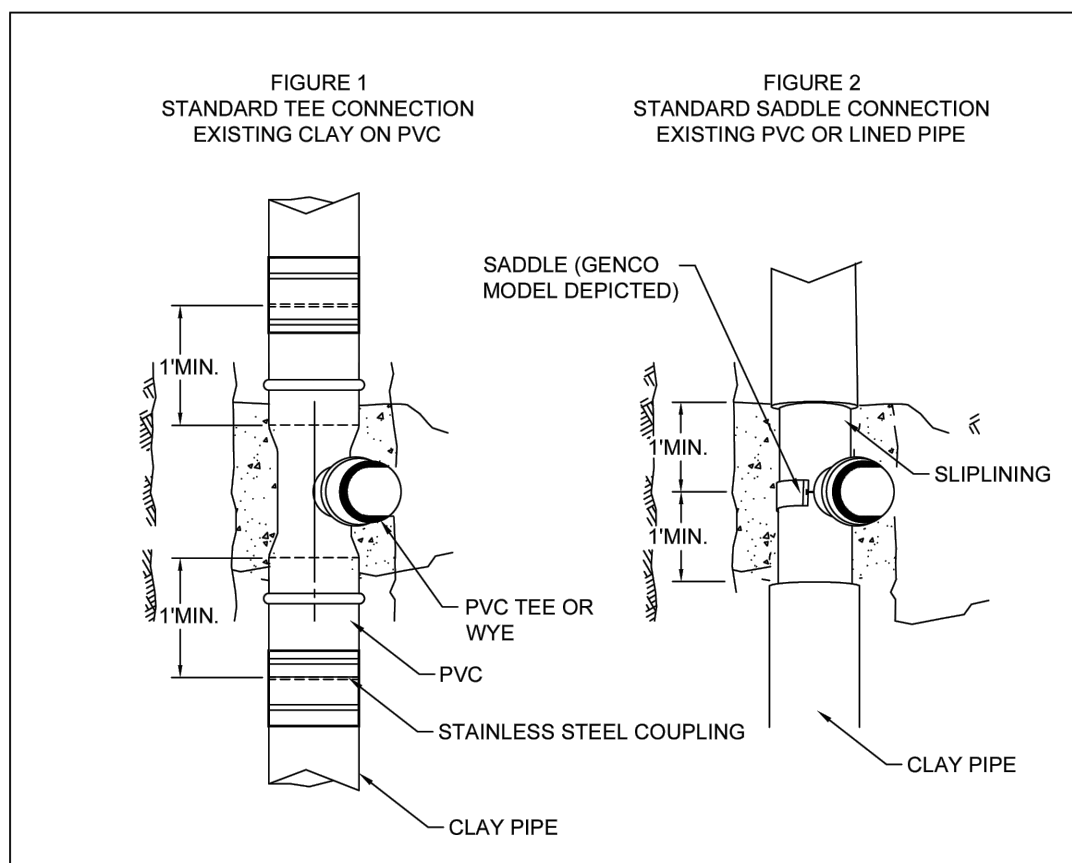 FIGURE 1
STANDARD TEE CONNECTION
EXISTING CLAY ON PVC
1'MIN.
1'MIN.
PVC TEE OR
WYE
PVC
STAINLESS STEEL COUPLING
CLAY PIPE
FIGURE 2
STANDARD SADDLE CONNECTION
EXISTING PVC OR LINED PIPE
SADDLE (GENCO
MODEL DEPICTED)
1'MIN.
1'MIN.
SLIPLINING
CLAY PIPE